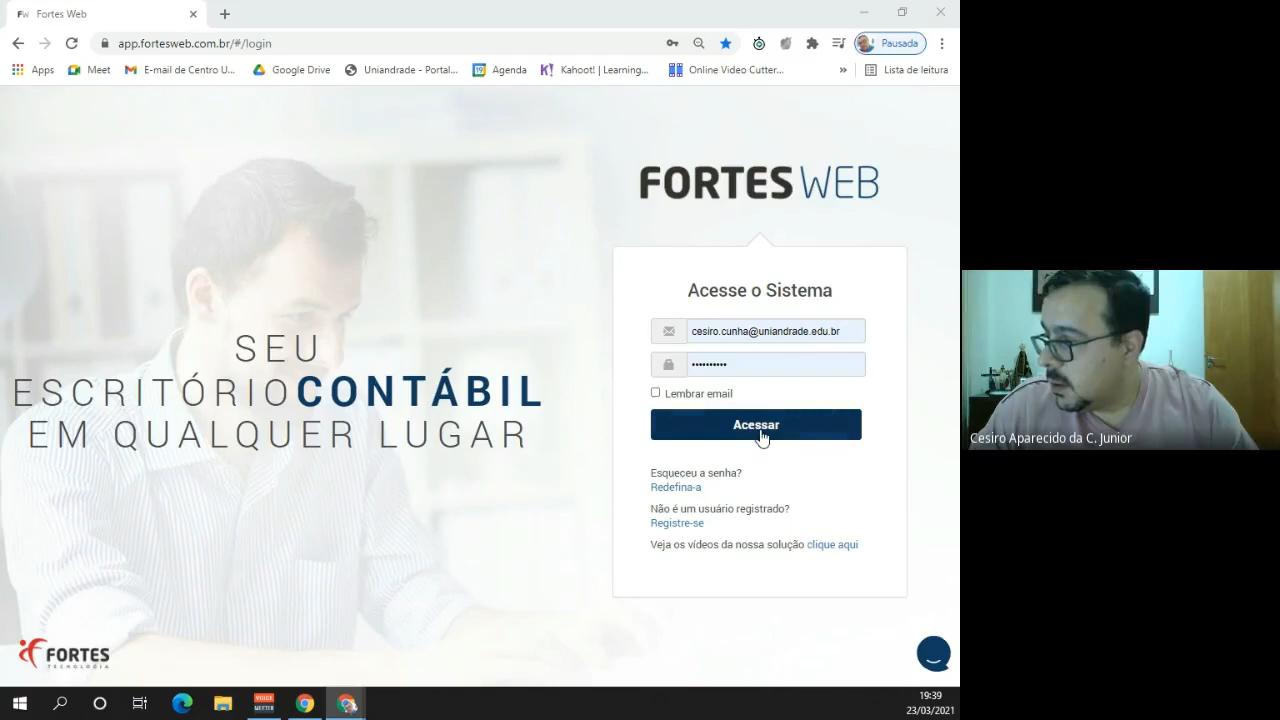 Fortes Web
app.fortesweb.com.br/#/login
Pausada
Apps
Meet
E-mail de Centro U...
Google Drive
Uniandrade - Portal...
Agenda
Kahoot! | Learning...
Online Video Cutter...
Lista de leitura
SEU
ESCRITÓRIO CONTÁBIL
EM QUALQUER LUGAR
FORTES
TECNOLOGIA
FORTES WEB
Acesse o Sistema
cesiro.cunha@uniandrade.edu.br
••••••••••
Lembrar email
Acessar
Esqueceu a senha?
Redefina-a
Não é um usuário registrado?
Registre-se
Veja os vídeos da nossa solução clique aqui
Cesiro Aparecido da C. Junior
VOICE
MEETER
19:39
23/03/2021